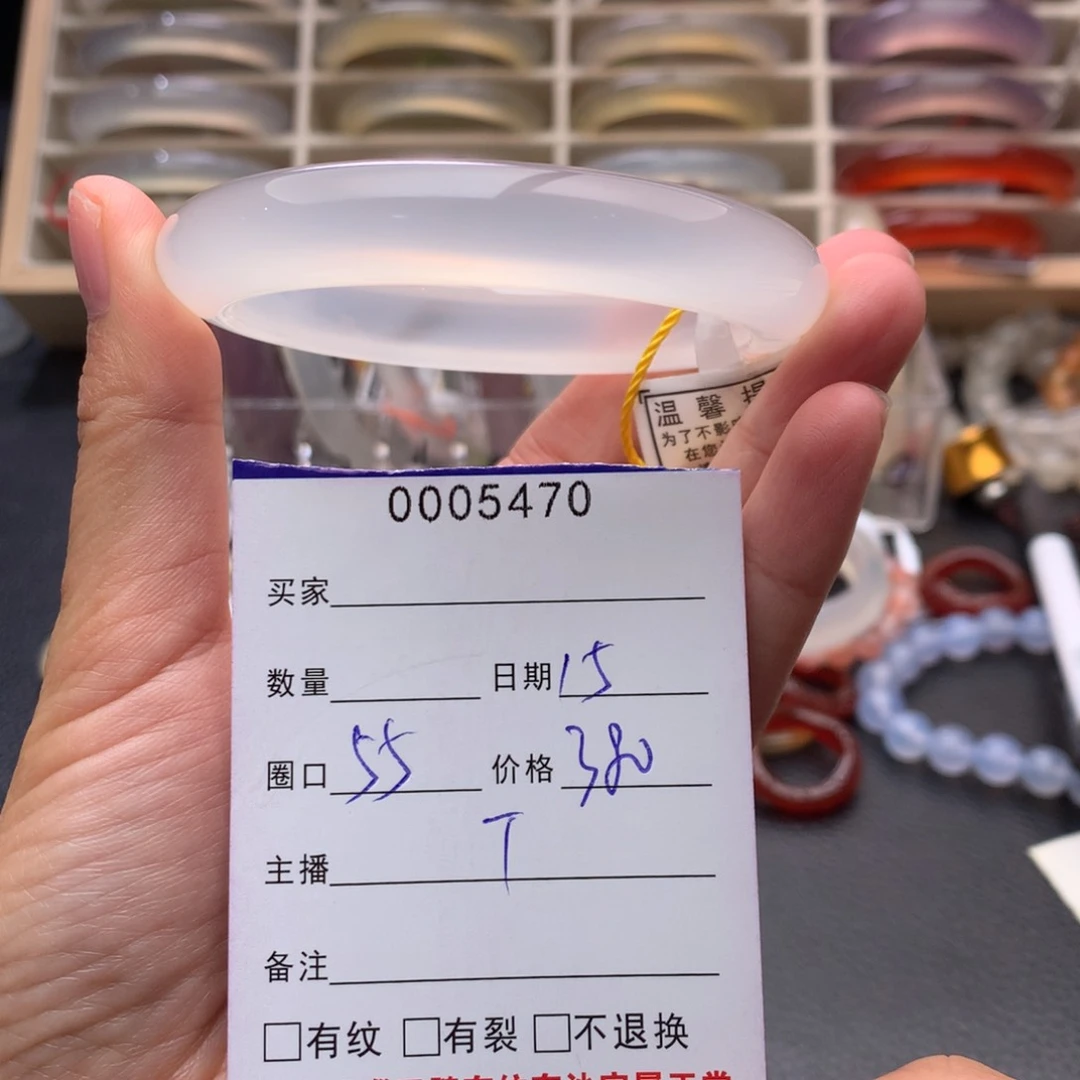 温馨提
为了不影
在您
0005470
买家
数量 日期 15
圈口 55 价格 380
主播 T
备注
□有纹 □有裂 □不退换